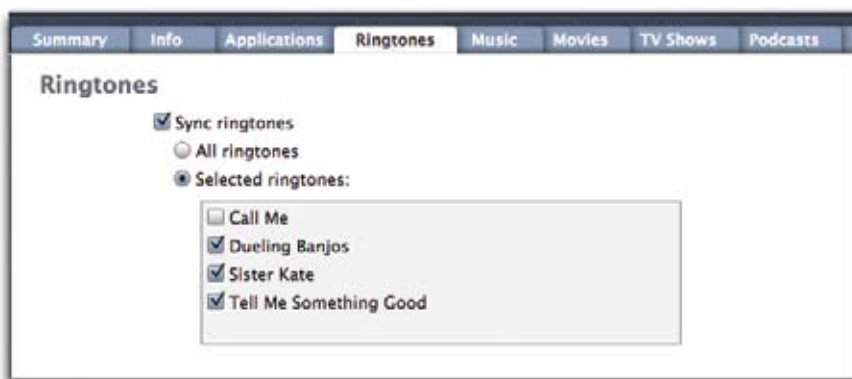 Summary Info Applications Ringtones Music Movies TV Shows Podcasts
Ringtones
Sync ringtones
All ringtones
Selected ringtones:
Call Me
Dueling Banjos
Sister Kate
Tell Me Something Good